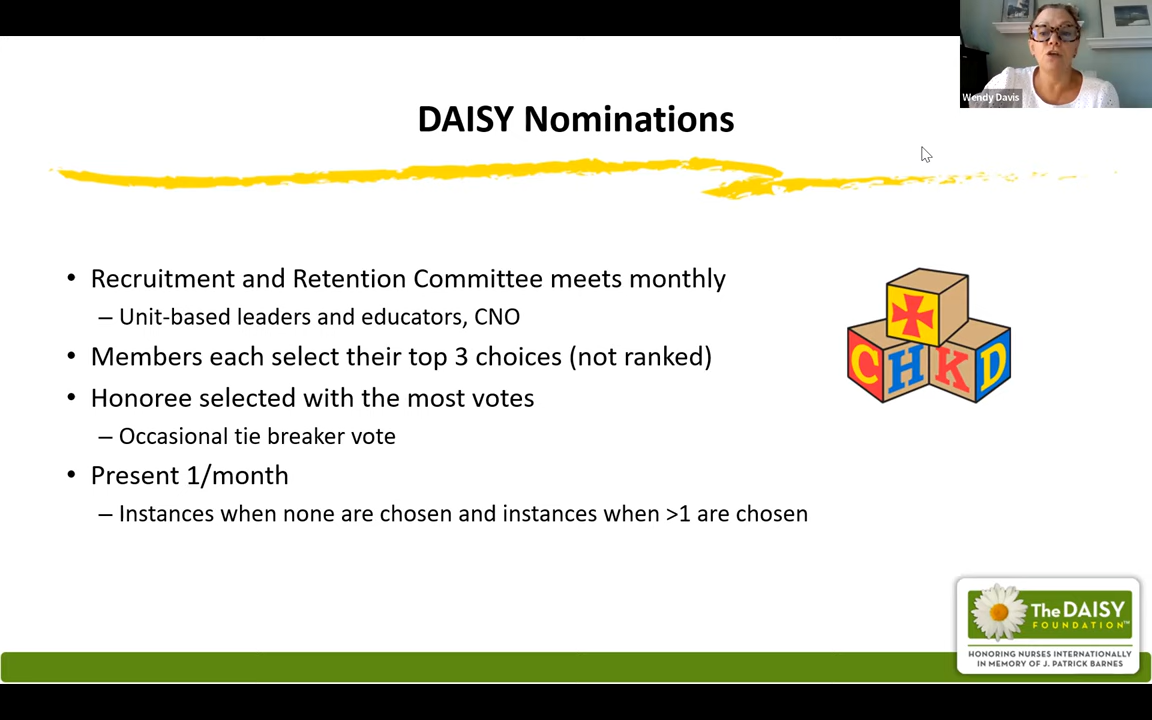 Wendy Davis
DAISY Nominations
• Recruitment and Retention Committee meets monthly
– Unit-based leaders and educators, CNO
• Members each select their top 3 choices (not ranked)
• Honoree selected with the most votes
– Occasional tie breaker vote
• Present 1/month
– Instances when none are chosen and instances when >1 are chosen
CHKD
The DAISY
FOUNDATION™
HONORING NURSES INTERNATIONALLY
IN MEMORY OF J. PATRICK BARNES